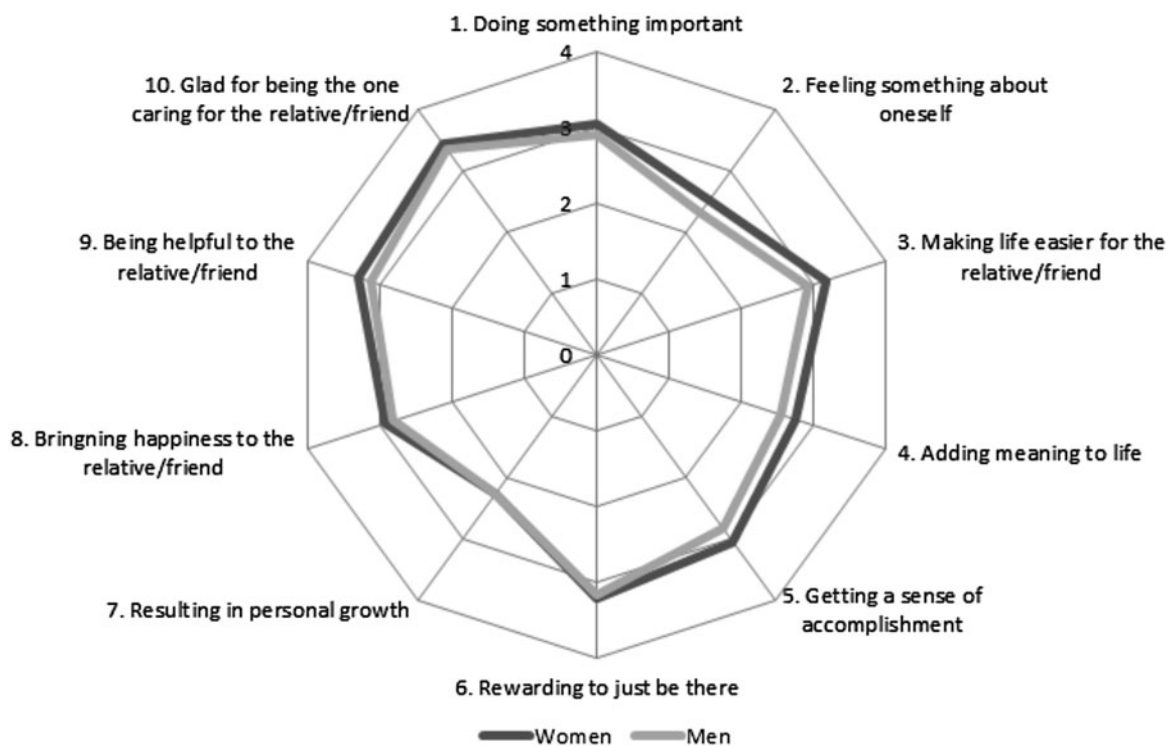 1. Doing something important
4
10. Glad for being the one
caring for the relative/friend
2. Feeling something about
oneself
3
2
9. Being helpful to the
relative/friend
3. Making life easier for the
relative/friend
1
0
8. Bringning happiness to the
relative/friend
4. Adding meaning to life
7. Resulting in personal growth
5. Getting a sense of
accomplishment
6. Rewarding to just be there
Women Men